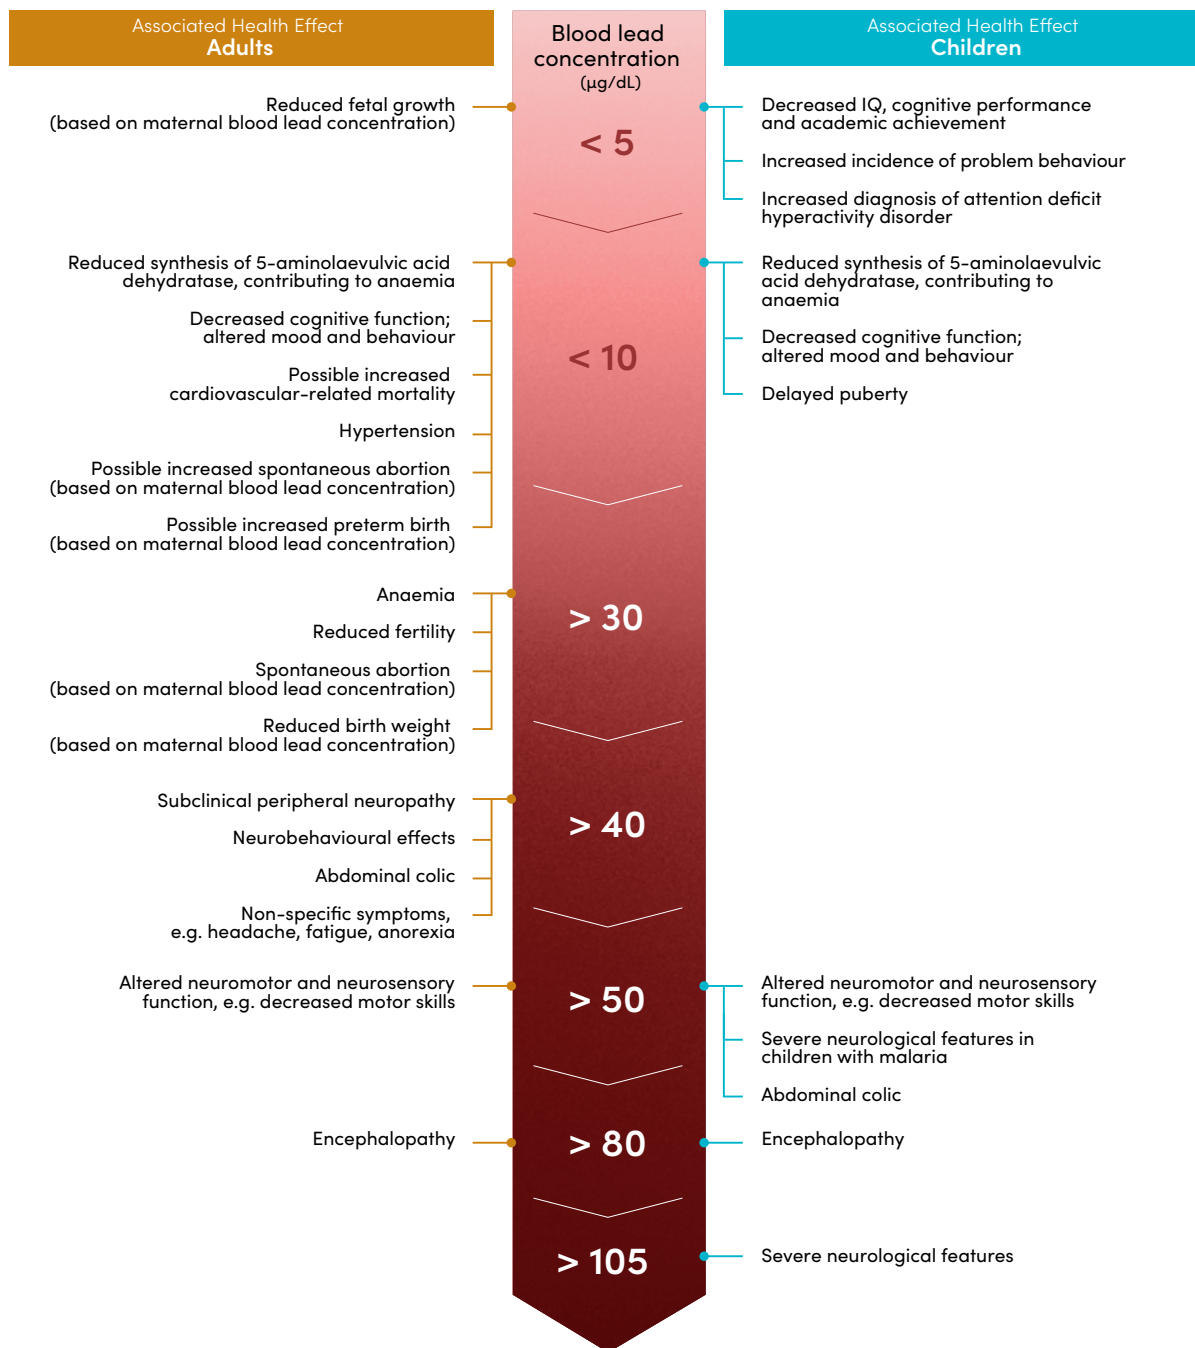 Associated Health Effect
Adults
Blood lead
concentration
(µg/dL)
Associated Health Effect
Children
Reduced fetal growth
(based on maternal blood lead concentration)
< 5
Decreased IQ, cognitive performance
and academic achievement
Increased incidence of problem behaviour
Increased diagnosis of attention deficit
hyperactivity disorder
Reduced synthesis of 5-aminolaevulvic acid
dehydratase, contributing to anaemia
Decreased cognitive function;
altered mood and behaviour
Possible increased
cardiovascular-related mortality
Hypertension
Possible increased spontaneous abortion
(based on maternal blood lead concentration)
Possible increased preterm birth
(based on maternal blood lead concentration)
< 10
Reduced synthesis of 5-aminolaevulvic
acid dehydratase, contributing to
anaemia
Decreased cognitive function;
altered mood and behaviour
Delayed puberty
Anaemia
Reduced fertility
Spontaneous abortion
(based on maternal blood lead concentration)
Reduced birth weight
(based on maternal blood lead concentration)
> 30
Subclinical peripheral neuropathy
Neurobehavioural effects
Abdominal colic
Non-specific symptoms,
e.g. headache, fatigue, anorexia
> 40
Altered neuromotor and neurosensory
function, e.g. decreased motor skills
> 50
Altered neuromotor and neurosensory
function, e.g. decreased motor skills
Severe neurological features in
children with malaria
Abdominal colic
Encephalopathy
> 80
Encephalopathy
> 105
Severe neurological features